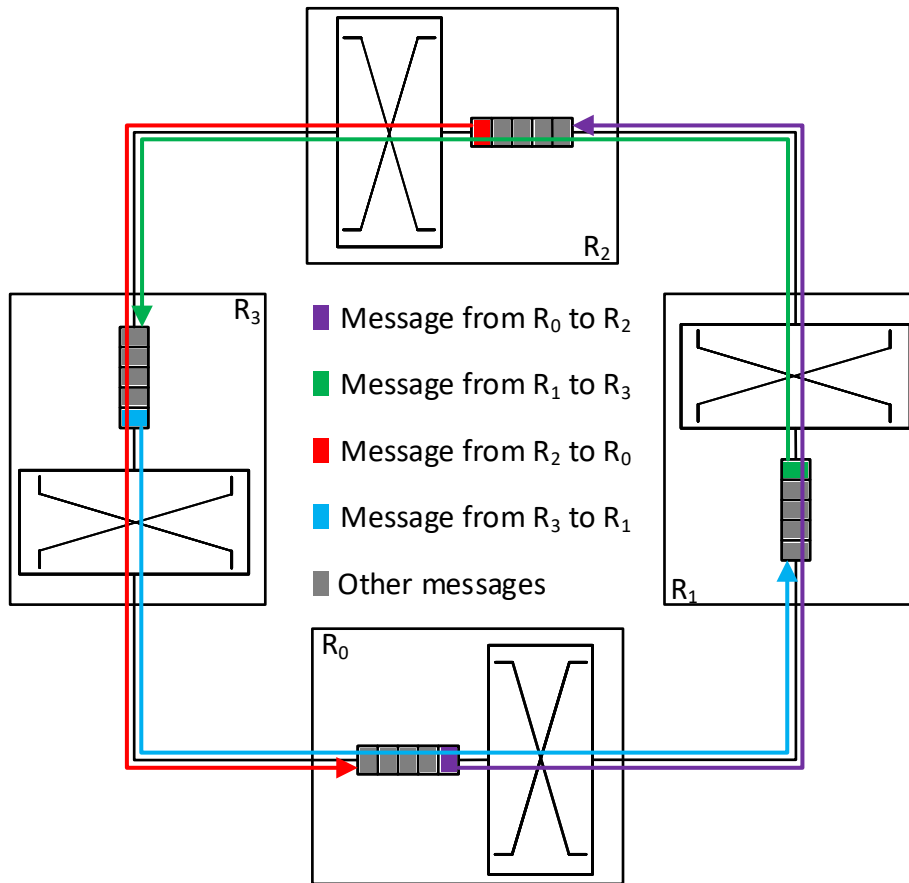 R₂
R₃
Message from R₀ to R₂
Message from R₁ to R₃
Message from R₂ to R₀
Message from R₃ to R₁
Other messages
R₁
R₀